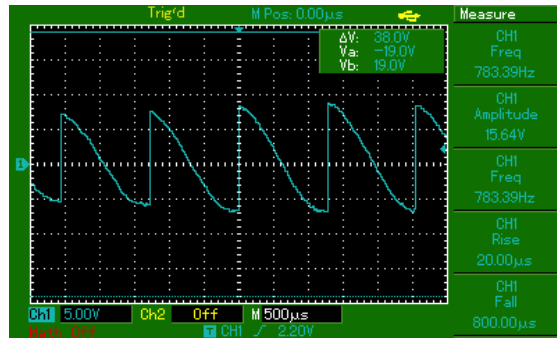 Trig'd M Pos: 0.00μs
Measure
ΔV: 38.0V
Va: -19.0V
Vb: 19.0V
CH1
Freq
783.39Hz
CH1
Amplitude
15.64V
CH1
Freq
783.39Hz
CH1
Rise
20.00μs
CH1
Fall
800.00μs
1
Ch1 5.00V Ch2 Off M 500μs
Math Off T CH1 / 2.20V